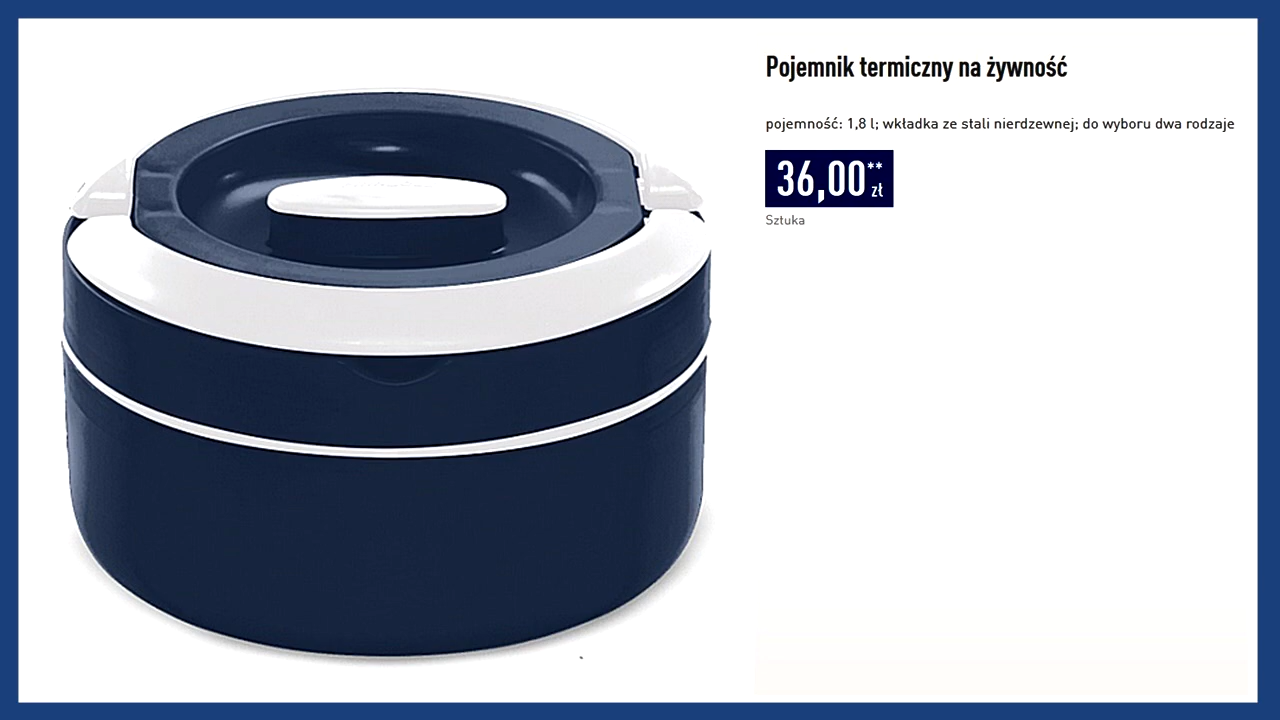 Pojemnik termiczny na żywność
pojemność: 1,8 l; wkładka ze stali nierdzewnej; do wyboru dwa rodzaje
36,00** zł
Sztuka